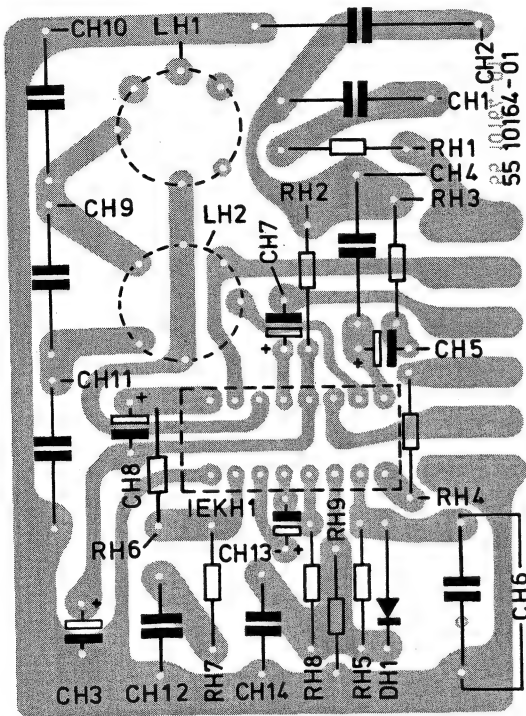 CH10
LH1
CH2
CH1
55 10164-01
RH1
CH4
RH2
RH3
CH9
LH2
CH7
CH5
CH11
CH8
IEKH1
RH9
RH4
RH6
CH13
CH6
CH3
CH12
RH7
CH14
RH8
RH5
DH1